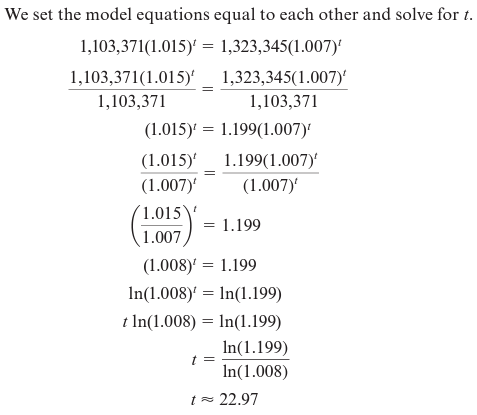 We set the model equations equal to each other and solve for t.
1,103,371(1.015)ᵗ = 1,323,345(1.007)ᵗ
1,103,371(1.015)ᵗ / 1,103,371 = 1,323,345(1.007)ᵗ / 1,103,371
(1.015)ᵗ = 1.199(1.007)ᵗ
(1.015)ᵗ / (1.007)ᵗ = 1.199(1.007)ᵗ / (1.007)ᵗ
(1.015 / 1.007)ᵗ = 1.199
(1.008)ᵗ = 1.199
ln(1.008)ᵗ = ln(1.199)
t ln(1.008) = ln(1.199)
t = ln(1.199) / ln(1.008)
t ≈ 22.97